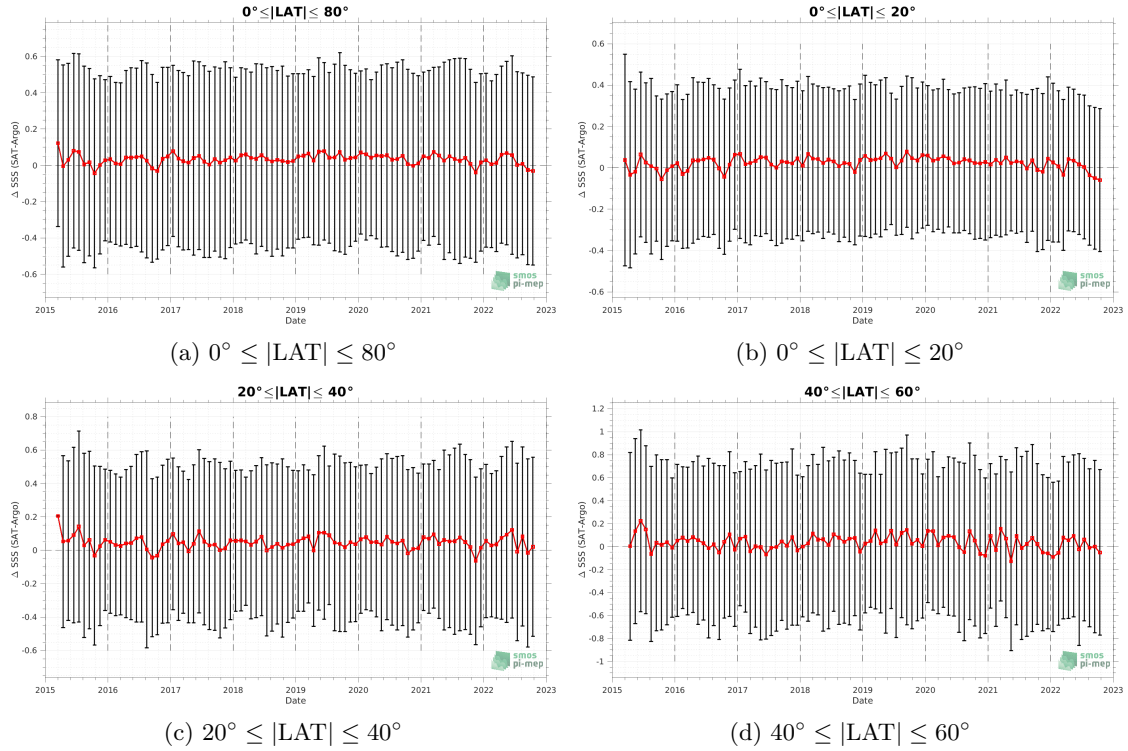 0°≤|LAT|≤ 80°
Δ SSS (SAT-Argo)
0.6
0.4
0.2
0
-0.2
-0.4
-0.6
2015 2016 2017 2018 2019 2020 2021 2022 2023
Date
smos
pi-mep
(a) 0° ≤ |LAT| ≤ 80°
0°≤|LAT|≤ 20°
Δ SSS (SAT-Argo)
0.6
0.4
0.2
0
-0.2
-0.4
-0.6
2015 2016 2017 2018 2019 2020 2021 2022 2023
Date
smos
pi-mep
(b) 0° ≤ |LAT| ≤ 20°
20°≤|LAT|≤ 40°
Δ SSS (SAT-Argo)
0.8
0.6
0.4
0.2
0
-0.2
-0.4
-0.6
2015 2016 2017 2018 2019 2020 2021 2022 2023
Date
smos
pi-mep
(c) 20° ≤ |LAT| ≤ 40°
40°≤|LAT|≤ 60°
Δ SSS (SAT-Argo)
1.2
1
0.8
0.6
0.4
0.2
0
-0.2
-0.4
-0.6
-0.8
-1
2015 2016 2017 2018 2019 2020 2021 2022 2023
Date
smos
pi-mep
(d) 40° ≤ |LAT| ≤ 60°